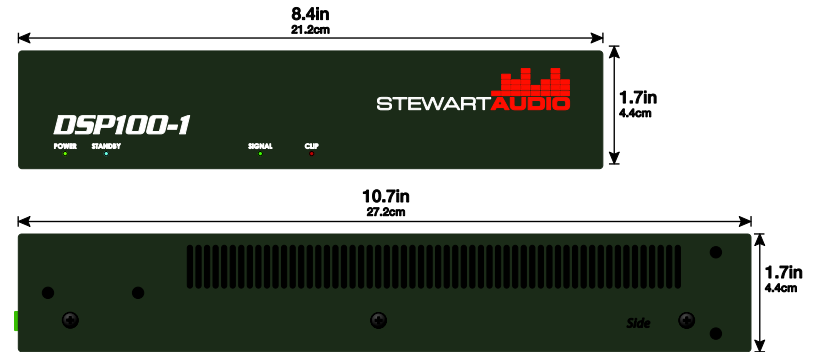 8.4in
21.2cm
STEWARTAUDIO
1.7in
4.4cm
DSP100-1
POWER STANDBY SIGNAL CLIP
10.7in
27.2cm
1.7in
4.4cm
Side